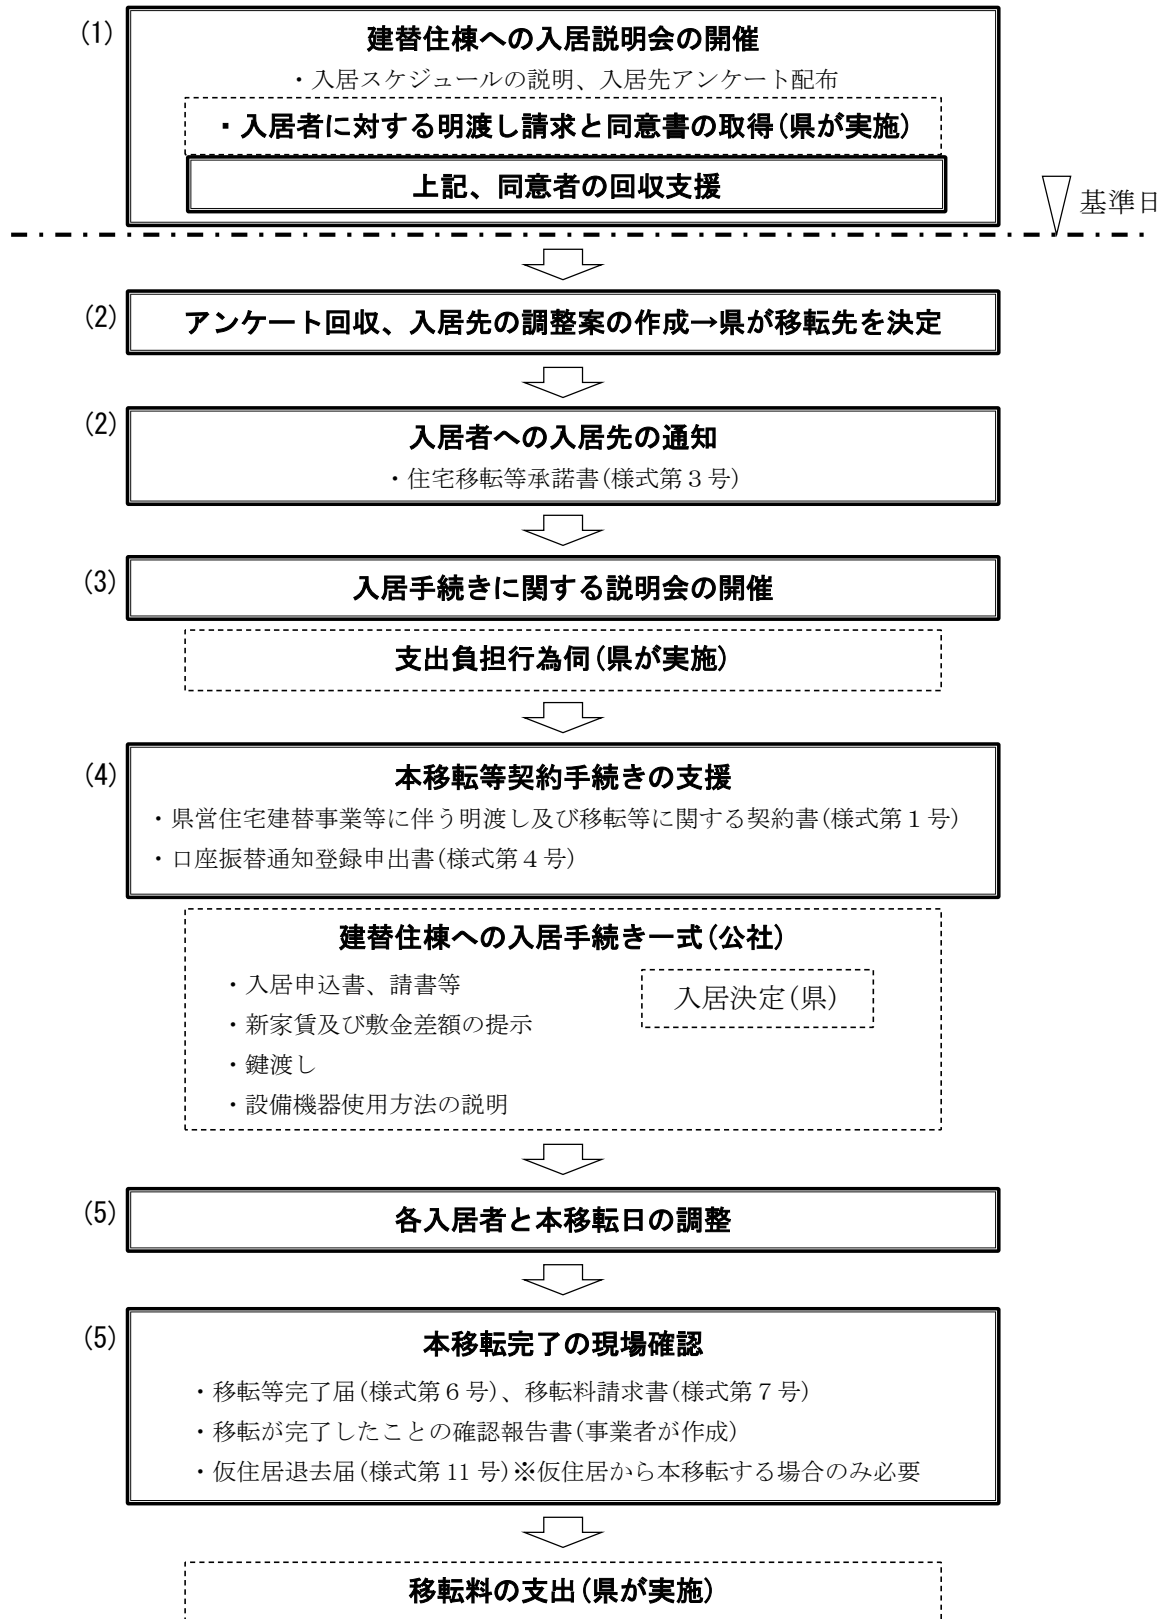 (1)
建替住棟への入居説明会の開催
・入居スケジュールの説明、入居先アンケート配布
・入居者に対する明渡し請求と同意書の取得(県が実施)
上記、同意者の回収支援
基準日
(2)
アンケート回収、入居先の調整案の作成→県が移転先を決定
(2)
入居者への入居先の通知
・住宅移転等承諾書(様式第３号)
(3)
入居手続きに関する説明会の開催
支出負担行為伺(県が実施)
(4)
本移転等契約手続きの支援
・県営住宅建替事業等に伴う明渡し及び移転等に関する契約書(様式第１号)
・口座振替通知登録申出書(様式第４号)
建替住棟への入居手続き一式(公社)
・入居申込書、請書等
入居決定(県)
・新家賃及び敷金差額の提示
・鍵渡し
・設備機器使用方法の説明
(5)
各入居者と本移転日の調整
(5)
本移転完了の現場確認
・移転等完了届(様式第６号)、移転料請求書(様式第７号)
・移転が完了したことの確認報告書(事業者が作成)
・仮住居退去届(様式第 11 号)※仮住居から本移転する場合のみ必要
移転料の支出(県が実施)